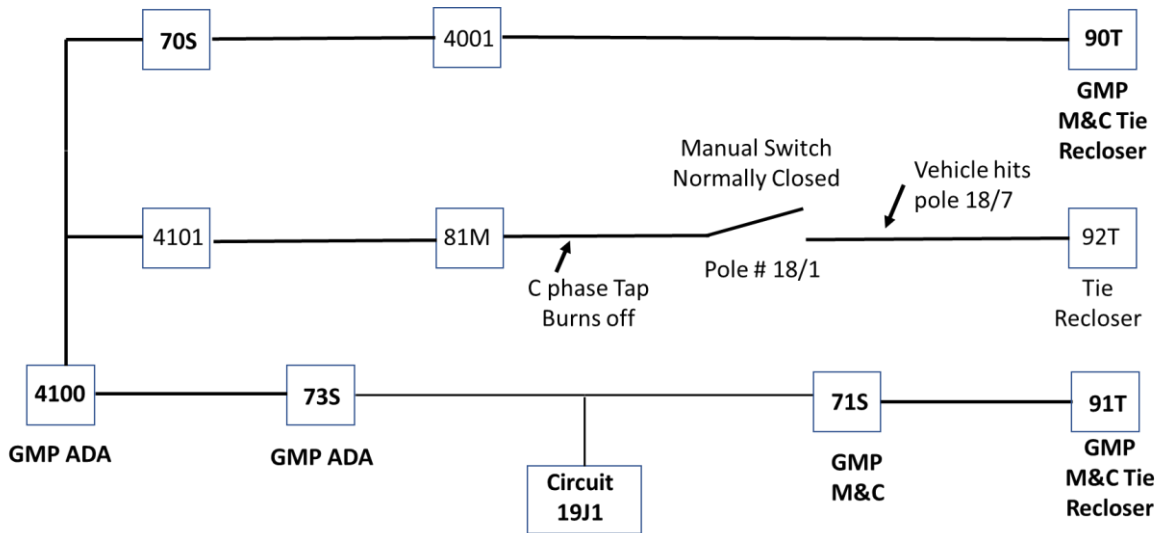 70S
4001
90T
GMP
M&C Tie
Recloser
Manual Switch
Normally Closed
Vehicle hits
pole 18/7
4101
81M
92T
C phase Tap
Burns off
Pole # 18/1
Tie
Recloser
4100
73S
71S
91T
GMP ADA
GMP ADA
Circuit
19J1
GMP
M&C
GMP
M&C Tie
Recloser